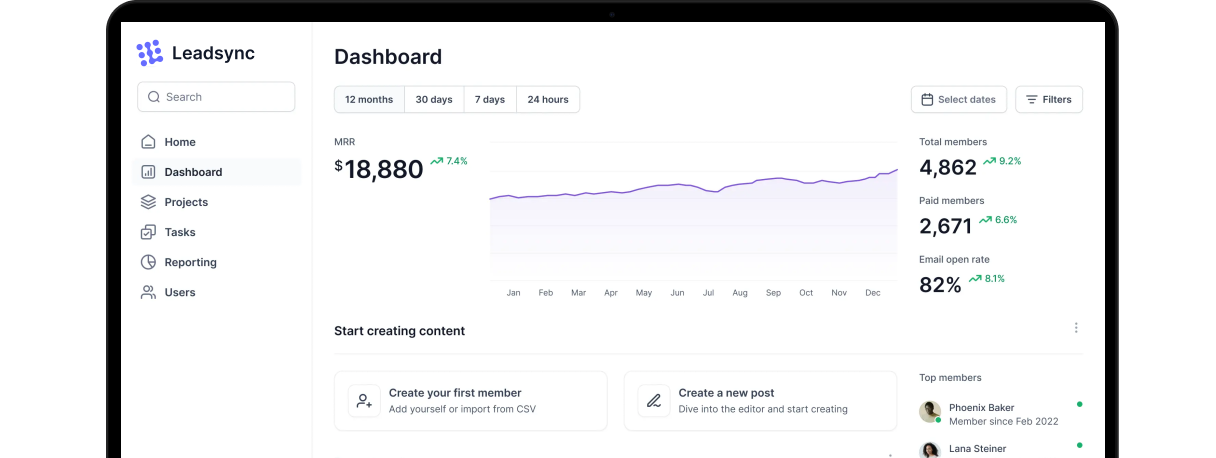 Leadsync
Search
Home
Dashboard
Projects
Tasks
Reporting
Users
Dashboard
12 months 30 days 7 days 24 hours
Select dates Filters
MRR
$18,880 7.4%
Jan Feb Mar Apr May Jun Jul Aug Sep Oct Nov Dec
Total members
4,862 9.2%
Paid members
2,671 6.6%
Email open rate
82% 8.1%
Start creating content
Create your first member
Add yourself or import from CSV
Create a new post
Dive into the editor and start creating
Top members
Phoenix Baker
Member since Feb 2022
Lana Steiner